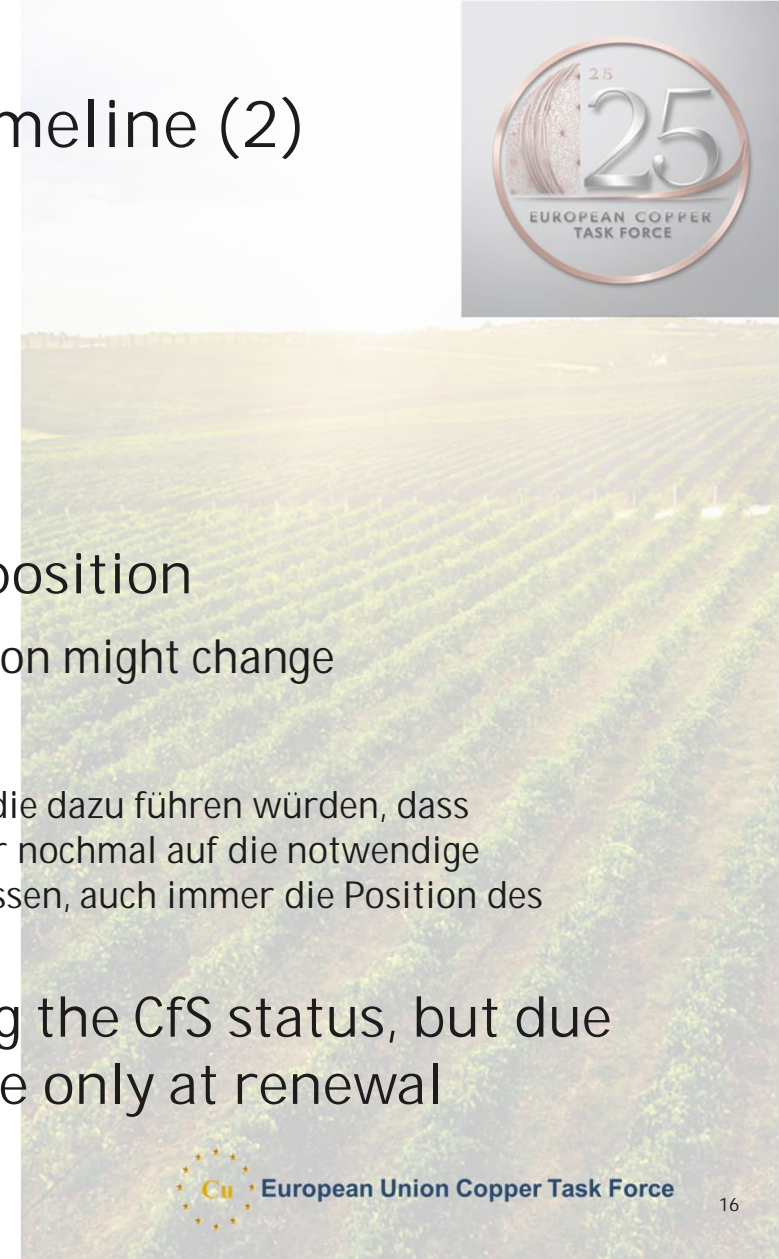 meline (2)
25
25
EUROPEAN COPPER
TASK FORCE
position
on might change
die dazu führen würden, dass
r nochmal auf die notwendige
ssen, auch immer die Position des
g the CfS status, but due
e only at renewal
Cu European Union Copper Task Force
16